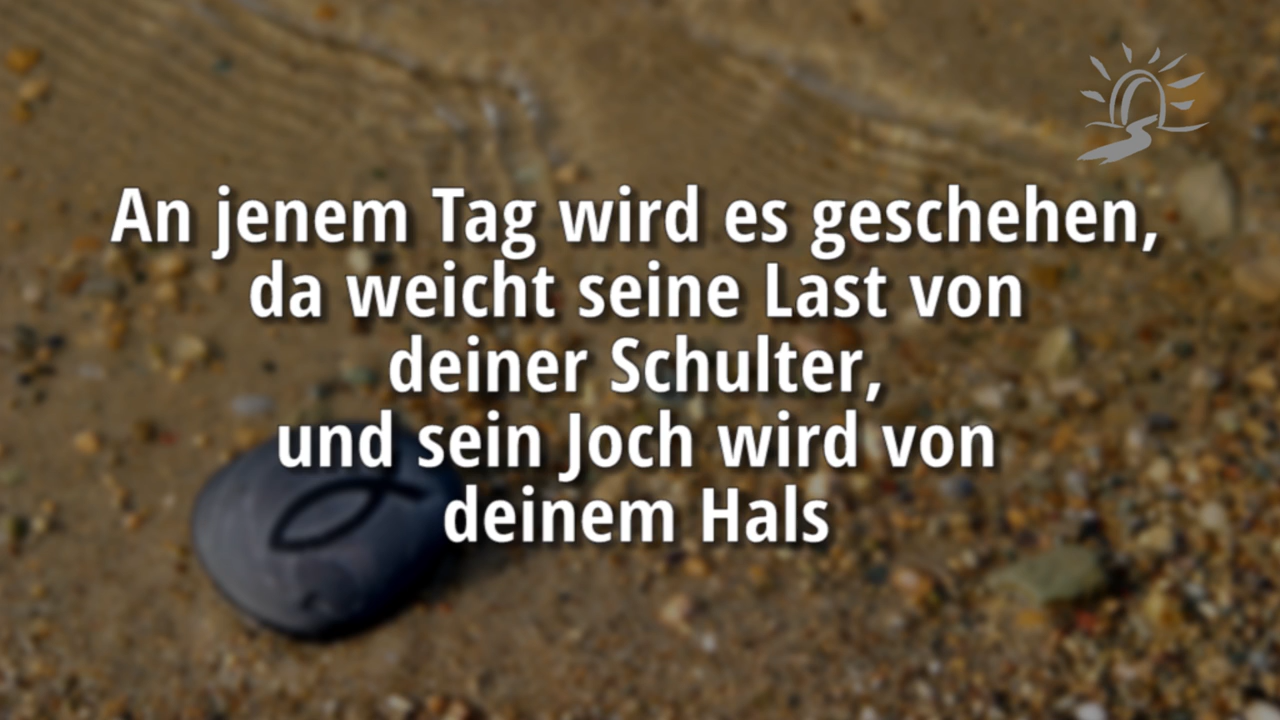 An jenem Tag wird es geschehen,
da weicht seine Last von
deiner Schulter,
und sein Joch wird von
deinem Hals